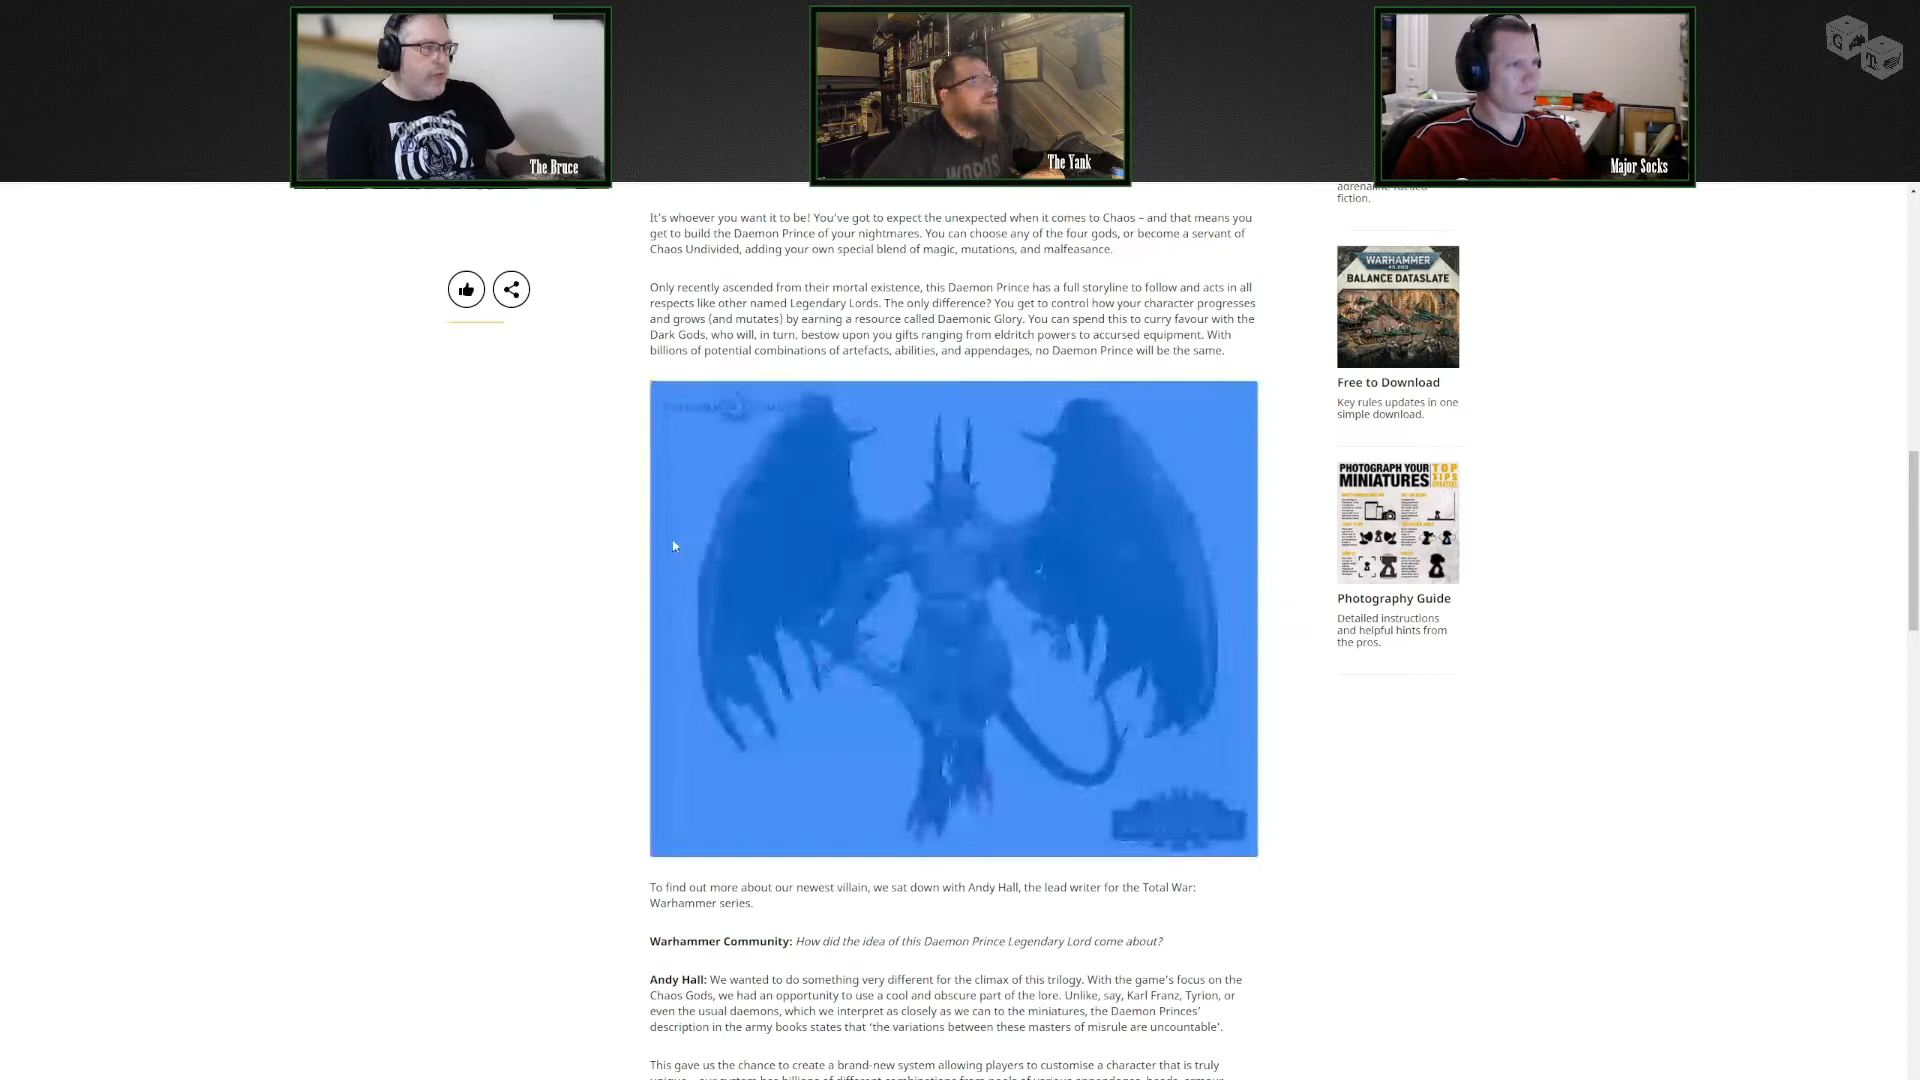 The Bruce
The Yank
Major Socks
WORDS
adrenaline-fuelled
fiction.
It's whoever you want it to be! You've got to expect the unexpected when it comes to Chaos – and that means you
get to build the Daemon Prince of your nightmares. You can choose any of the four gods, or become a servant of
Chaos Undivided, adding your own special blend of magic, mutations, and malfeasance.
Only recently ascended from their mortal existence, this Daemon Prince has a full storyline to follow and acts in all
respects like other named Legendary Lords. The only difference? You get to control how your character progresses
and grows (and mutates) by earning a resource called Daemonic Glory. You can spend this to curry favour with the
Dark Gods, who will, in turn, bestow upon you gifts ranging from eldritch powers to accursed equipment. With
billions of potential combinations of artefacts, abilities, and appendages, no Daemon Prince will be the same.
WARHAMMER
40,000
BALANCE DATASLATE
Free to Download
Key rules updates in one
simple download.
PHOTOGRAPH YOUR
MINIATURES
TOP
TIPS
Photography Guide
Detailed instructions
and helpful hints from
the pros.
To find out more about our newest villain, we sat down with Andy Hall, the lead writer for the Total War:
Warhammer series.
Warhammer Community: How did the idea of this Daemon Prince Legendary Lord come about?
Andy Hall: We wanted to do something very different for the climax of this trilogy. With the game's focus on the
Chaos Gods, we had an opportunity to use a cool and obscure part of the lore. Unlike, say, Karl Franz, Tyrion, or
even the usual daemons, which we interpret as closely as we can to the miniatures, the Daemon Princes'
description in the army books states that 'the variations between these masters of misrule are uncountable'.
This gave us the chance to create a brand-new system allowing players to customise a character that is truly